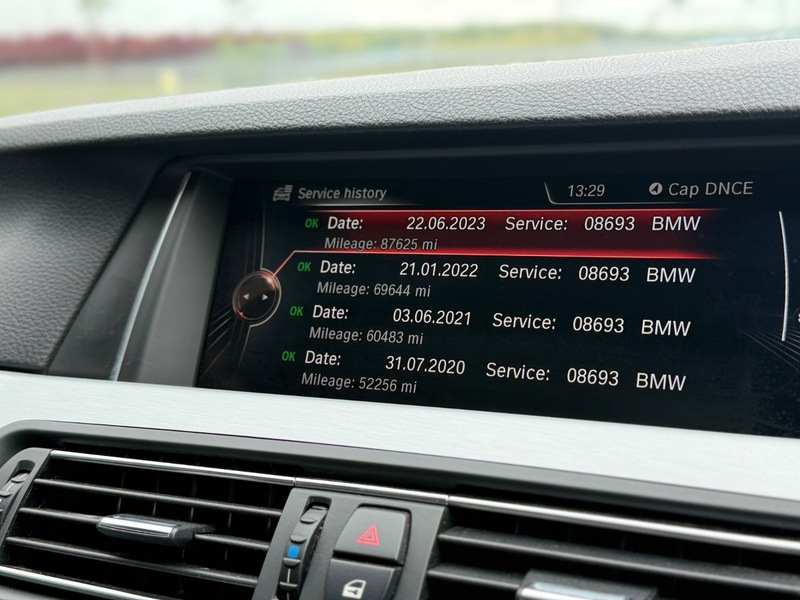 Service history 13:29 Cap DNCE
OK Date: 22.06.2023 Service: 08693 BMW
Mileage: 87625 mi
OK Date: 21.01.2022 Service: 08693 BMW
Mileage: 69644 mi
OK Date: 03.06.2021 Service: 08693 BMW
Mileage: 60483 mi
OK Date: 31.07.2020 Service: 08693 BMW
Mileage: 52256 mi